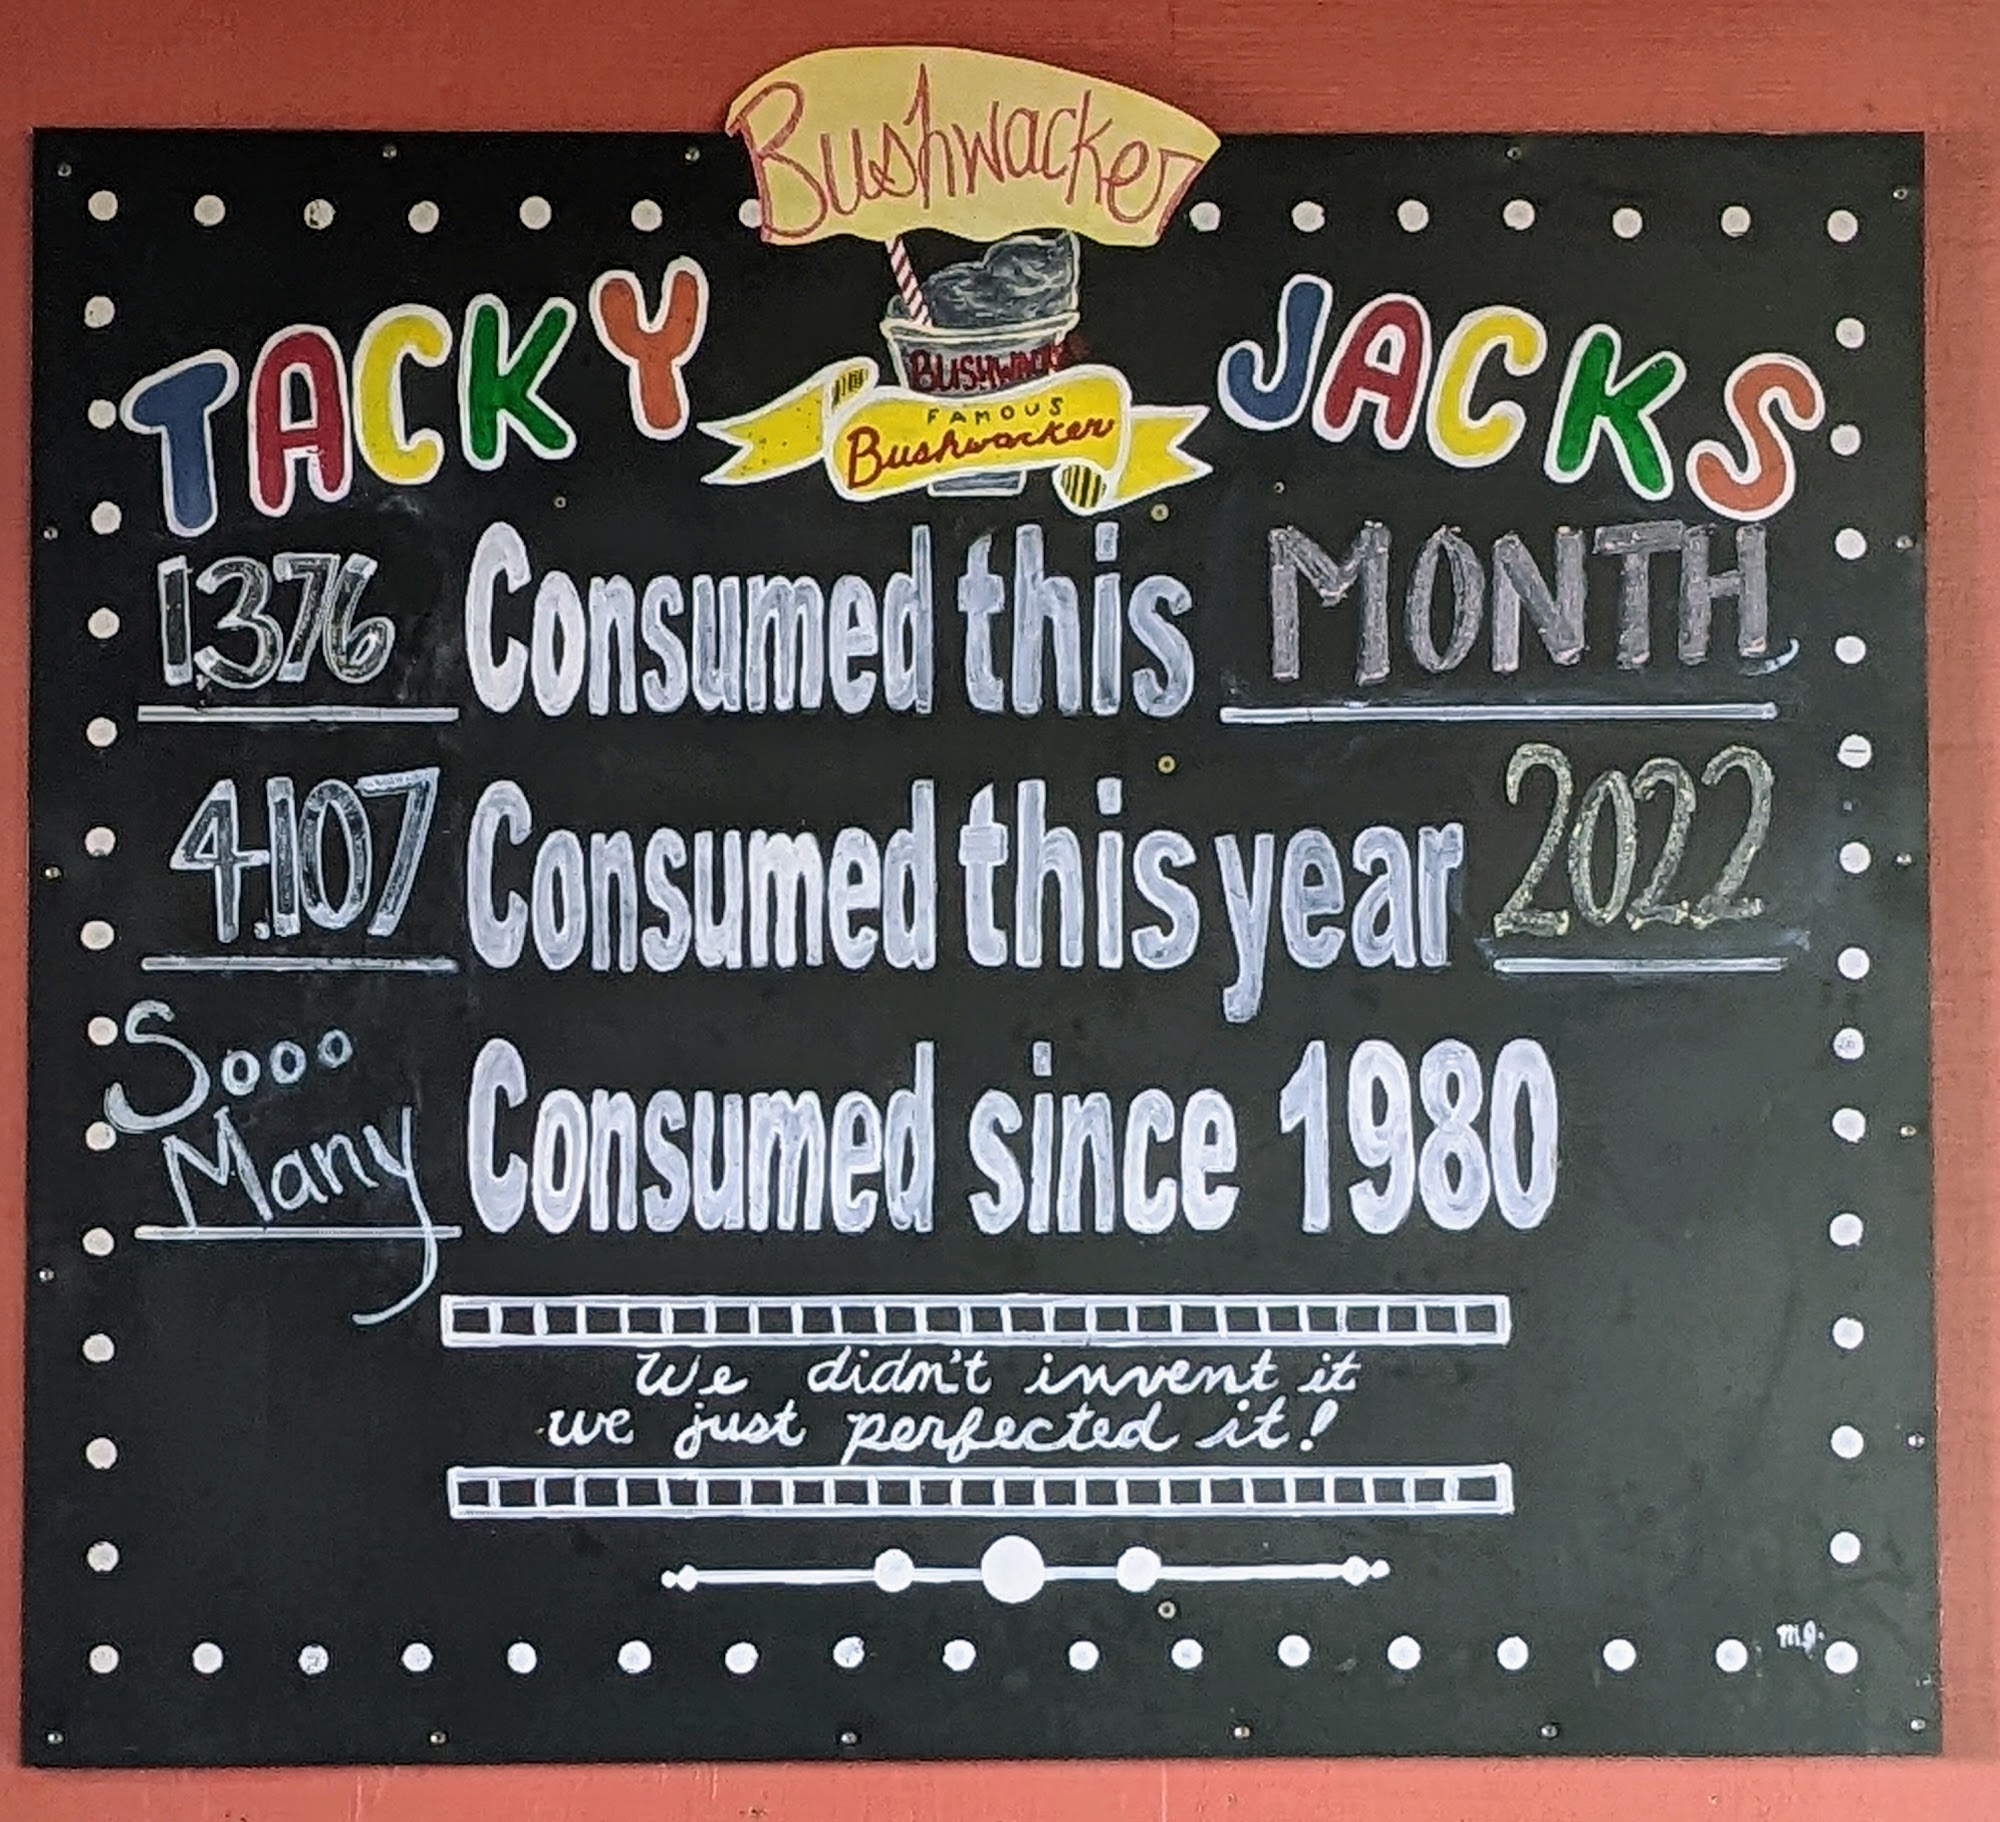 Bushwacker
TACKY JACKS
BUSHWACK
FAMOUS
Bushwacker
1,376 Consumed this MONTH
4,107 Consumed this year 2022
Sooo
Many Consumed since 1980
We didn't invent it
we just perfected it!
M.J.